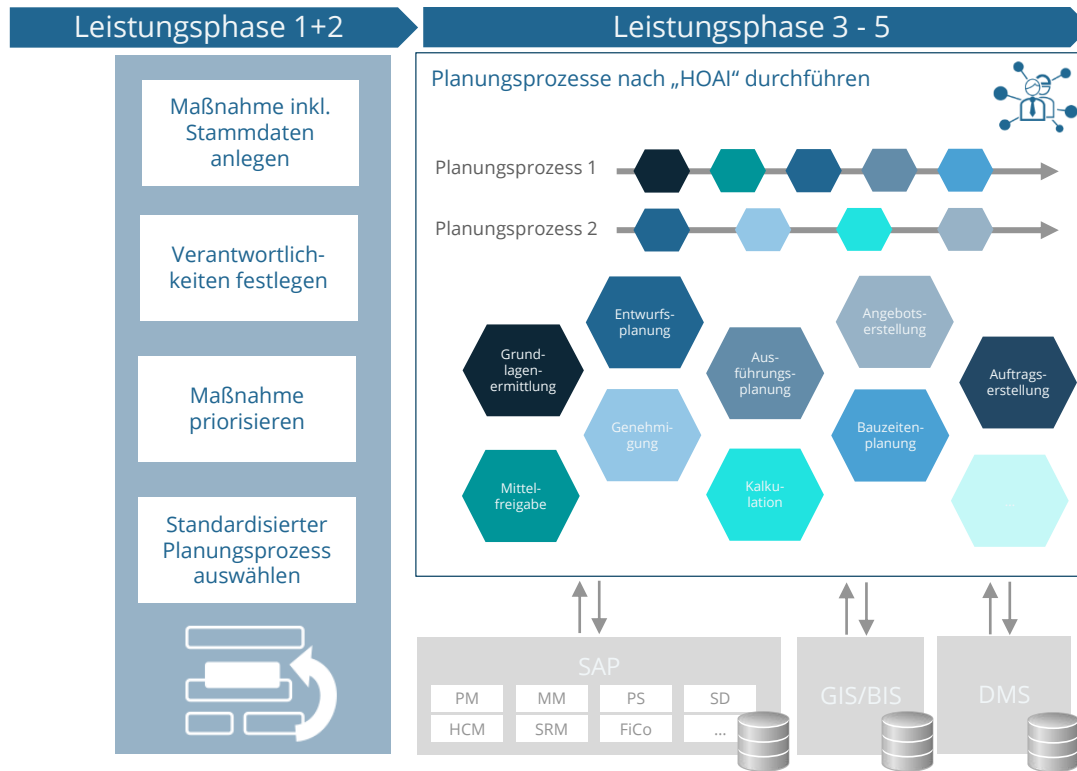 Leistungsphase 1+2
Leistungsphase 3 - 5
Maßnahme inkl.
Stammdaten
anlegen
Verantwortlich-
keiten festlegen
Maßnahme
priorisieren
Standardisierter
Planungsprozess
auswählen
Planungsprozesse nach „HOAI“ durchführen
Planungsprozess 1
Planungsprozess 2
Grund-
lagen-
ermittlung
Entwurfs-
planung
Aus-
führungs-
planung
Angebots-
erstellung
Auftrags-
erstellung
Mittel-
freigabe
Genehmi-
gung
Kalku-
lation
Bauzeiten-
planung
SAP
PM
MM
PS
SD
HCM
SRM
FiCo
...
GIS/BIS
DMS